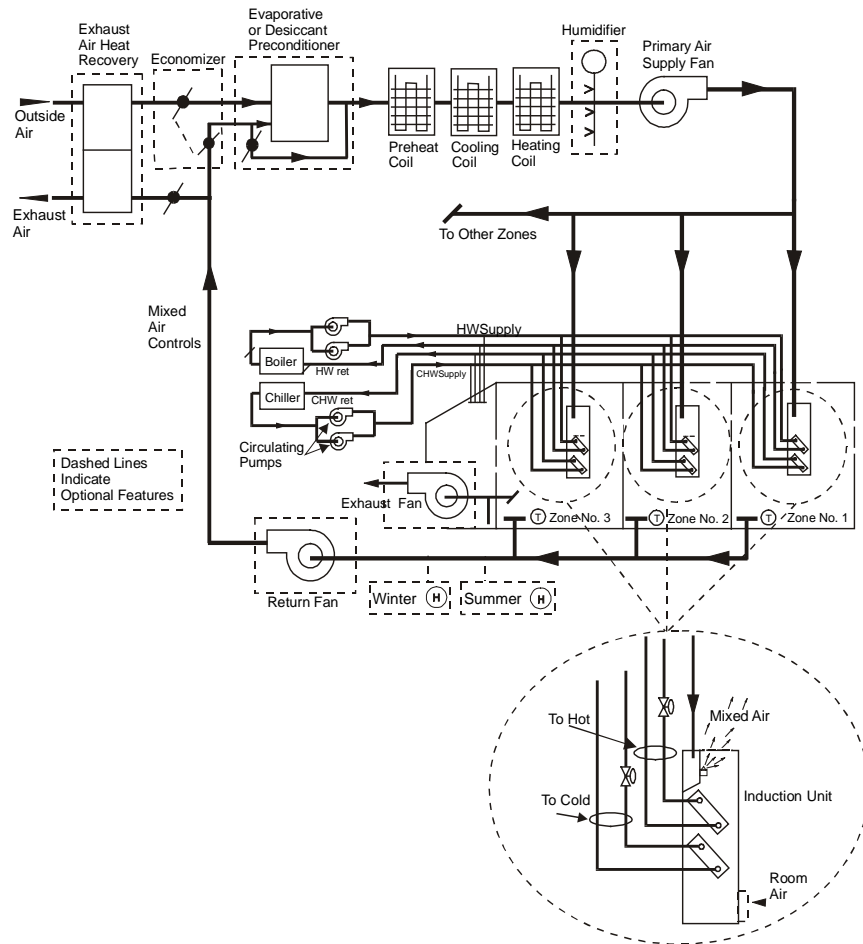 Exhaust
Air Heat
Recovery
Economizer
Evaporative
or Desiccant
Preconditioner
Humidifier
Primary Air
Supply Fan
Outside
Air
Exhaust
Air
Preheat
Coil
Cooling
Coil
Heating
Coil
To Other Zones
Mixed
Air
Controls
HWSupply
Boiler
HW ret
CHWSupply
Chiller
CHW ret
Circulating
Pumps
Dashed Lines
Indicate
Optional Features
Exhaust Fan
T Zone No. 3
T Zone No. 2
T Zone No. 1
Return Fan
Winter H
Summer H
To Hot
Mixed Air
To Cold
Induction Unit
Room
Air